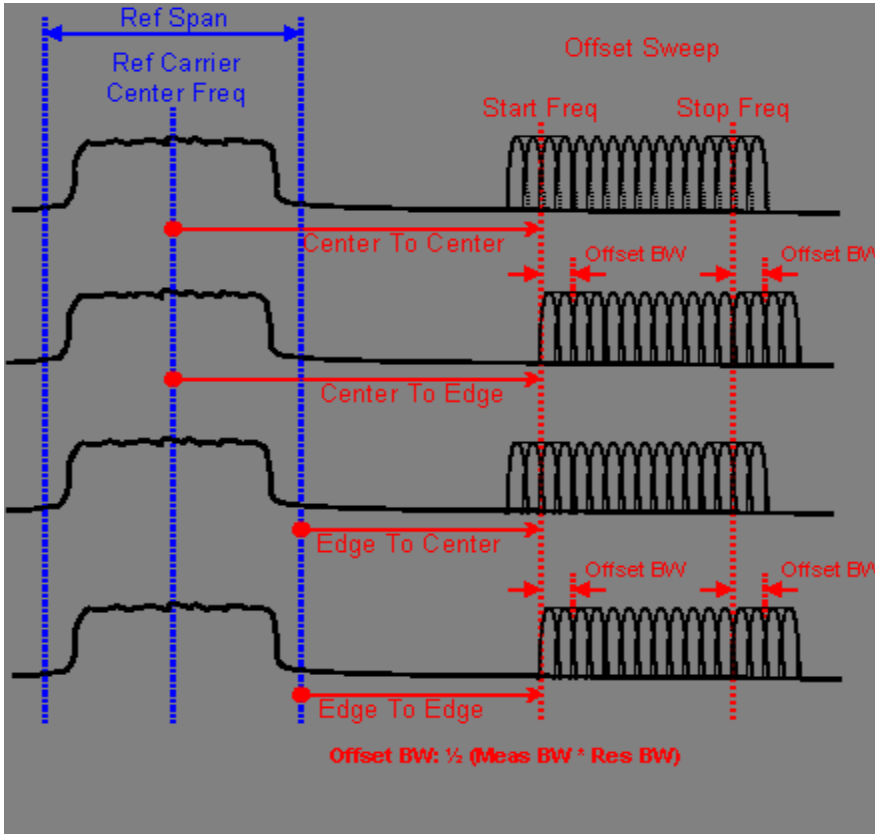 Ref Span
Offset Sweep
Ref Carrier
Center Freq
Start Freq
Stop Freq
Center To Center
Offset BW
Offset BW
Center To Edge
Edge To Center
Offset BW
Offset BW
Edge To Edge
Offset BW: ½ (Meas BW * Res BW)